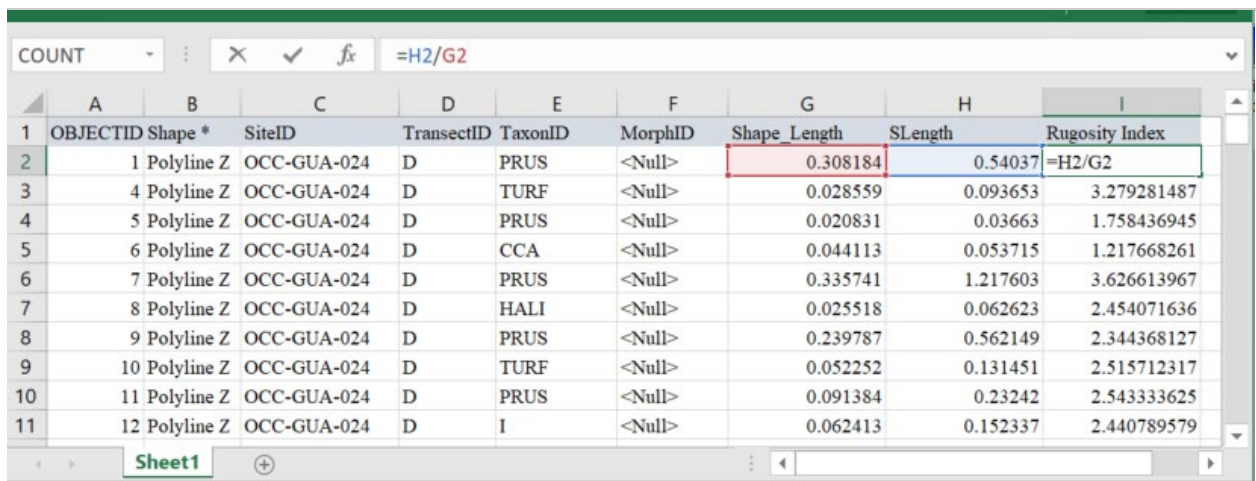 COUNT fx =H2/G2
A B C D E F G H I
1 OBJECTID Shape * SiteID TransectID TaxonID MorphID Shape_Length SLength Rugosity Index
2 1 Polyline Z OCC-GUA-024 D PRUS <Null> 0.308184 0.54037 =H2/G2
3 4 Polyline Z OCC-GUA-024 D TURF <Null> 0.028559 0.093653 3.279281487
4 5 Polyline Z OCC-GUA-024 D PRUS <Null> 0.020831 0.03663 1.758436945
5 6 Polyline Z OCC-GUA-024 D CCA <Null> 0.044113 0.053715 1.217668261
6 7 Polyline Z OCC-GUA-024 D PRUS <Null> 0.335741 1.217603 3.626613967
7 8 Polyline Z OCC-GUA-024 D HALI <Null> 0.025518 0.062623 2.454071636
8 9 Polyline Z OCC-GUA-024 D PRUS <Null> 0.239787 0.562149 2.344368127
9 10 Polyline Z OCC-GUA-024 D TURF <Null> 0.052252 0.131451 2.515712317
10 11 Polyline Z OCC-GUA-024 D PRUS <Null> 0.091384 0.23242 2.543333625
11 12 Polyline Z OCC-GUA-024 D I <Null> 0.062413 0.152337 2.440789579
Sheet1